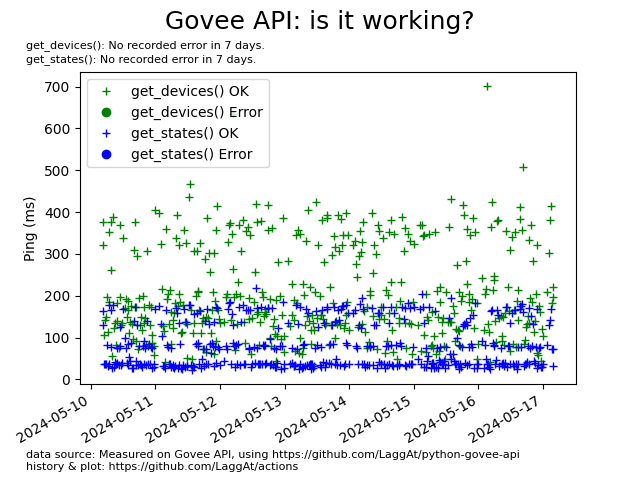 Govee API: is it working?
get_devices(): No recorded error in 7 days.
get_states(): No recorded error in 7 days.
get_devices() OK
get_devices() Error
get_states() OK
get_states() Error
Ping (ms)
700
600
500
400
300
200
100
0
2024-05-10
2024-05-11
2024-05-12
2024-05-13
2024-05-14
2024-05-15
2024-05-16
2024-05-17
data source: Measured on Govee API, using https://github.com/LaggAt/python-govee-api
history & plot: https://github.com/LaggAt/actions